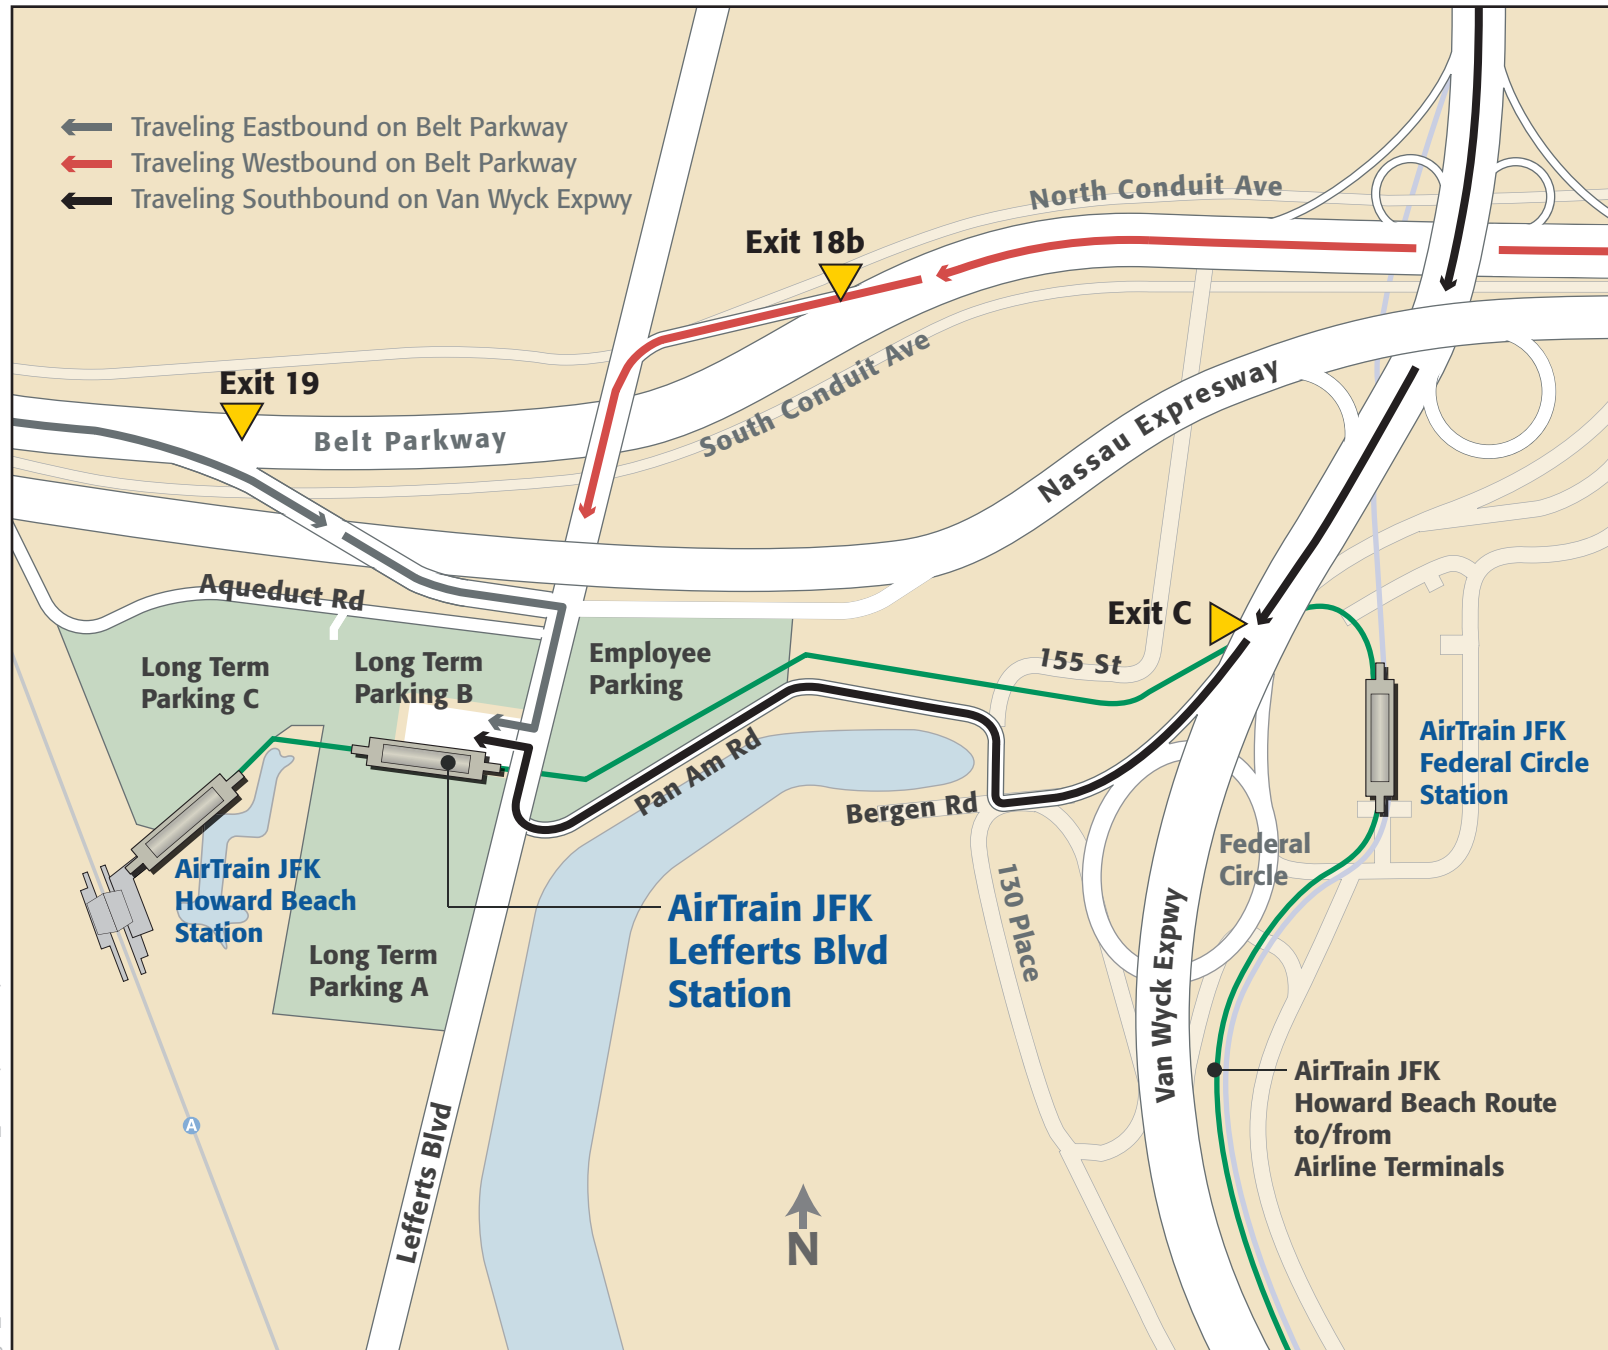 Traveling Eastbound on Belt Parkway
Traveling Westbound on Belt Parkway
Traveling Southbound on Van Wyck Expwy
North Conduit Ave
Exit 18b
South Conduit Ave
Exit 19
Belt Parkway
Nassau Expresway
Aqueduct Rd
Exit C
155 St
Long Term
Parking C
Long Term
Parking B
Employee
Parking
AirTrain JFK
Federal Circle
Station
Pan Am Rd
Bergen Rd
Federal
Circle
AirTrain JFK
Howard Beach
Station
130 Place
AirTrain JFK
Lefferts Blvd
Station
Long Term
Parking A
Van Wyck Expwy
AirTrain JFK
Howard Beach Route
to/from
Airline Terminals
A
Lefferts Blvd
N